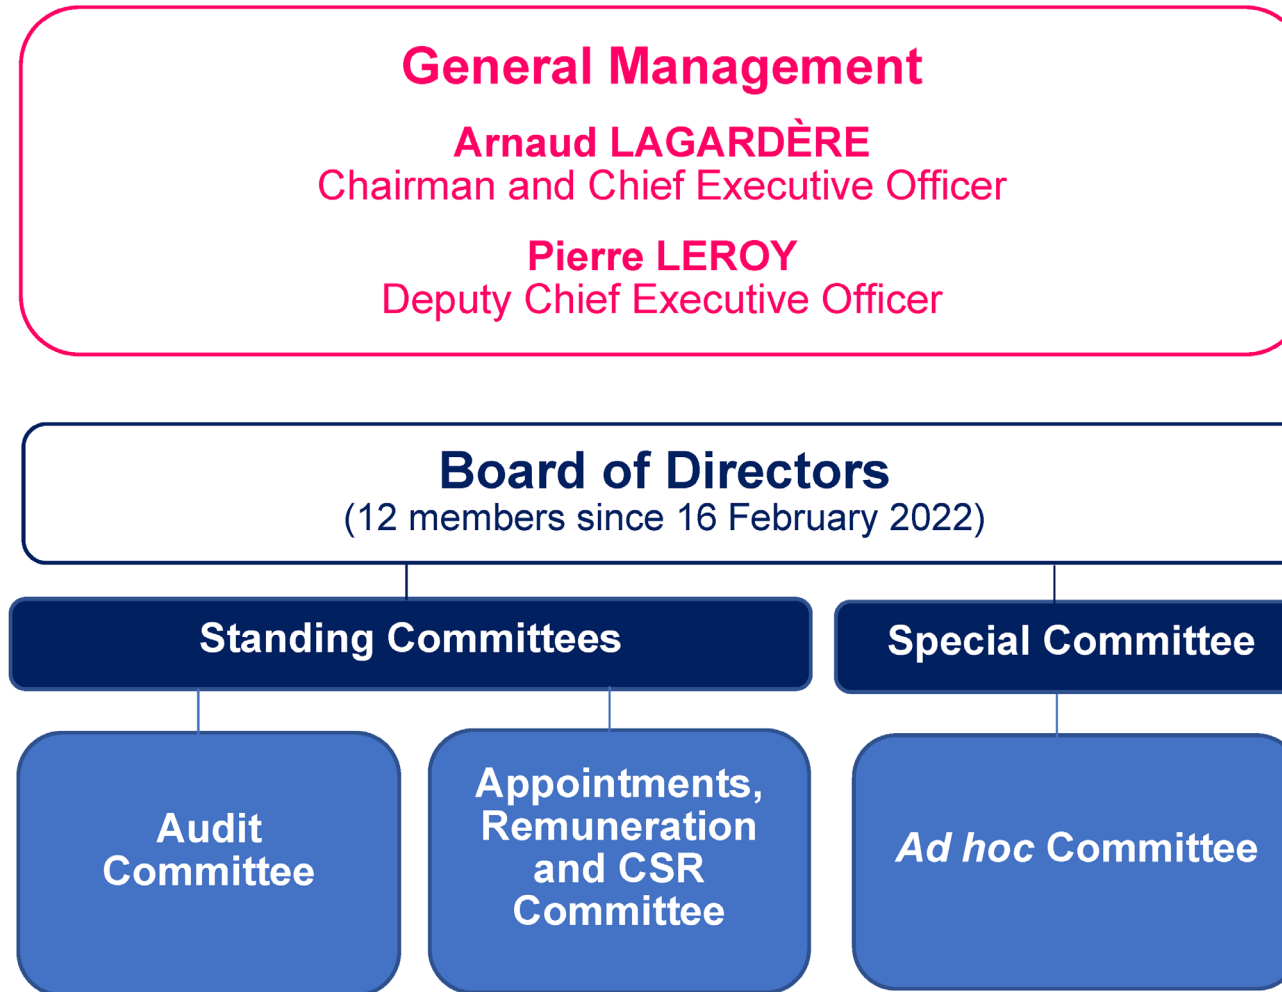 General Management
Arnaud LAGARDÈRE
Chairman and Chief Executive Officer
Pierre LEROY
Deputy Chief Executive Officer
Board of Directors
(12 members since 16 February 2022)
Standing Committees
Special Committee
Audit
Committee
Appointments,
Remuneration
and CSR
Committee
Ad hoc Committee